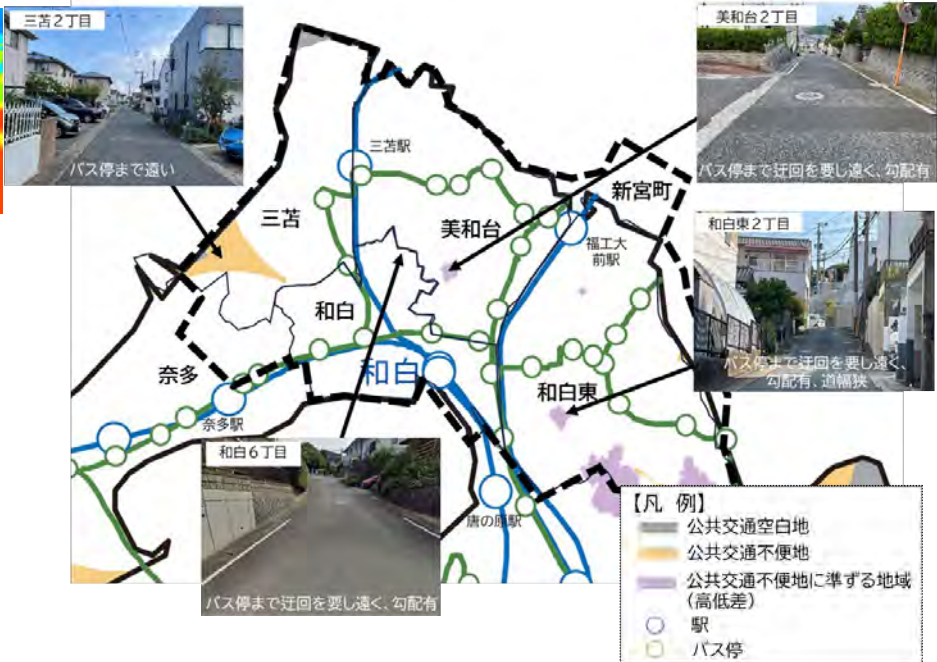 三苫2丁目
バス停まで遠い
美和台2丁目
バス停まで迂回を要し遠く、勾配有
三苫駅
新宮町
三苫
美和台
福工大
前駅
和白東2丁目
バス停まで迂回を要し遠く、
勾配有、道幅狭
和白
奈多
和白
和白東
奈多駅
和白6丁目
バス停まで迂回を要し遠く、勾配有
唐の原駅
【凡 例】
公共交通空白地
公共交通不便地
公共交通不便地に準ずる地域
(高低差)
駅
バス停